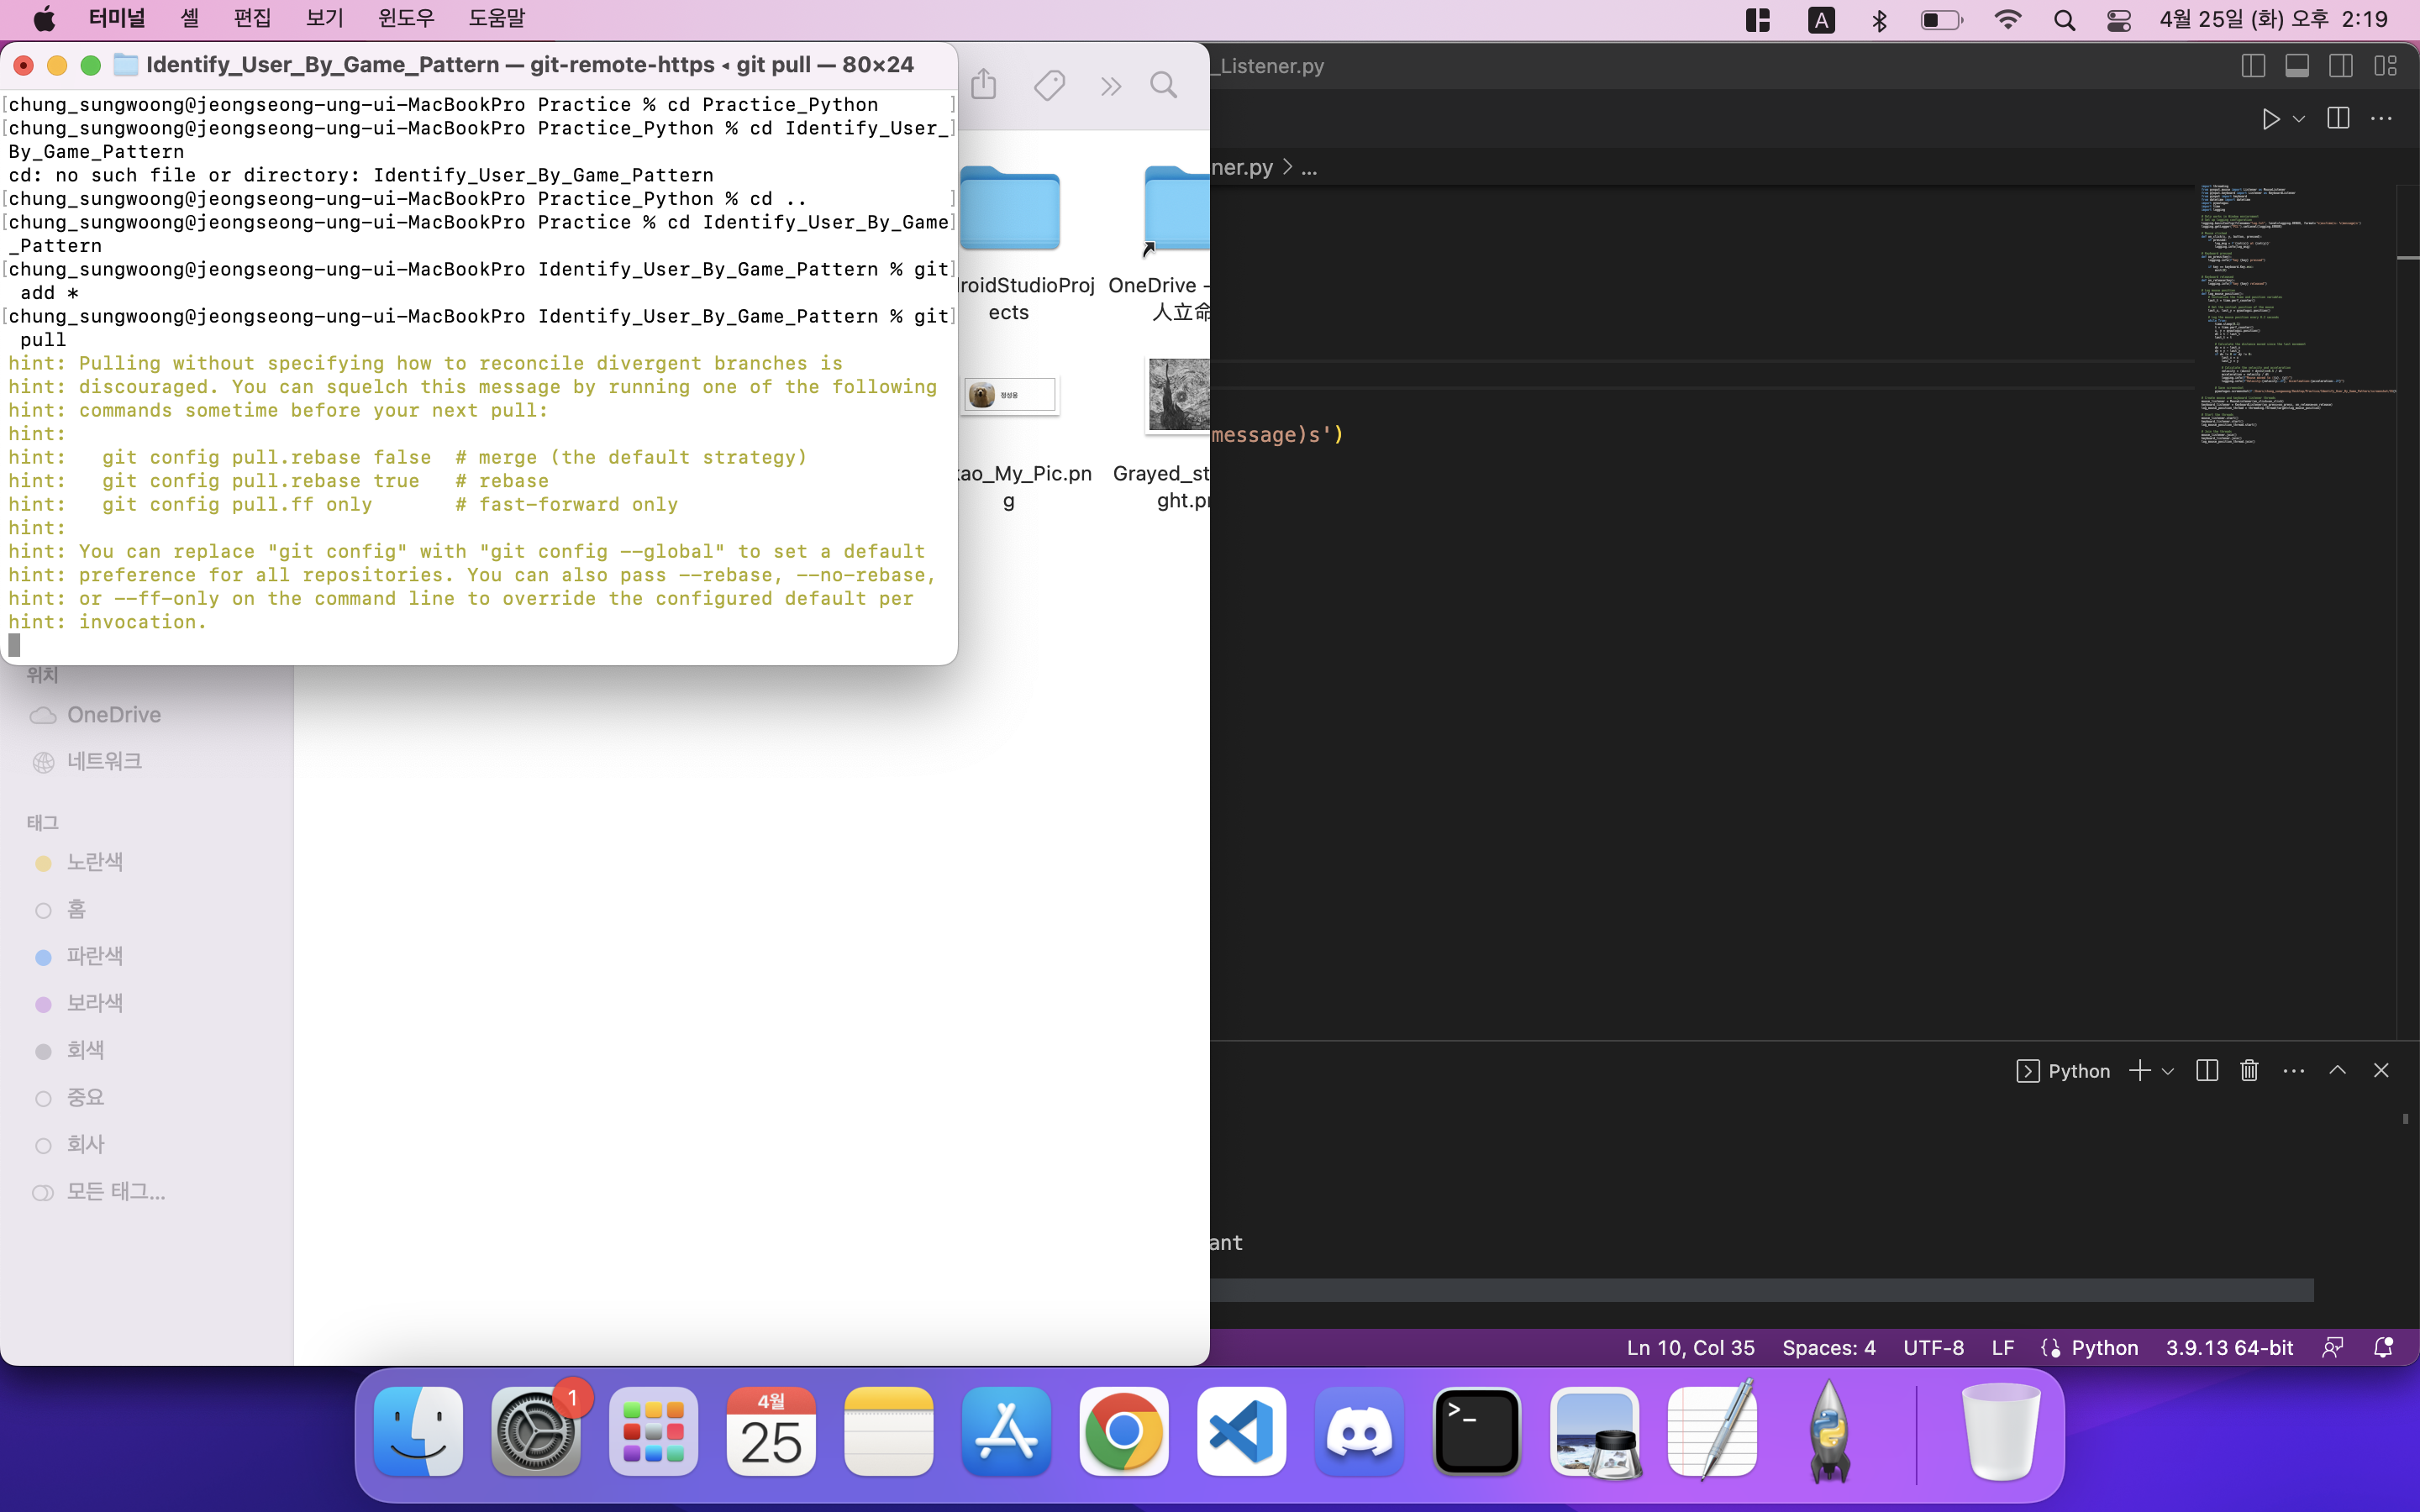 터미널 셸 편집 보기 윈도우 도움말
A
4월 25일 (화) 오후 2:19
Identify_User_By_Game_Pattern — git-remote-https ◂ git pull — 80×24
[chung_sungwoong@jeongseong-ung-ui-MacBookPro Practice % cd Practice_Python ]
[chung_sungwoong@jeongseong-ung-ui-MacBookPro Practice_Python % cd Identify_User_]
By_Game_Pattern
cd: no such file or directory: Identify_User_By_Game_Pattern
[chung_sungwoong@jeongseong-ung-ui-MacBookPro Practice_Python % cd .. ]
[chung_sungwoong@jeongseong-ung-ui-MacBookPro Practice % cd Identify_User_By_Game]
_Pattern
[chung_sungwoong@jeongseong-ung-ui-MacBookPro Identify_User_By_Game_Pattern % git]
add *
[chung_sungwoong@jeongseong-ung-ui-MacBookPro Identify_User_By_Game_Pattern % git]
pull
hint: Pulling without specifying how to reconcile divergent branches is
hint: discouraged. You can squelch this message by running one of the following
hint: commands sometime before your next pull:
hint:
hint:   git config pull.rebase false  # merge (the default strategy)
hint:   git config pull.rebase true   # rebase
hint:   git config pull.ff only       # fast-forward only
hint:
hint: You can replace "git config" with "git config --global" to set a default
hint: preference for all repositories. You can also pass --rebase, --no-rebase,
hint: or --ff-only on the command line to override the configured default per
hint: invocation.
위치
OneDrive
네트워크
태그
노란색
홈
파란색
보라색
회색
중요
회사
모든 태그...
roidStudioProj
ects
OneDrive -
人立命
정성웅
ao_My_Pic.pn
g
Grayed_st
ght.pr
_Listener.py
ner.py > ...
message)s')
Python
ant
Ln 10, Col 35 Spaces: 4 UTF-8 LF Python 3.9.13 64-bit
1
4월
25
>_